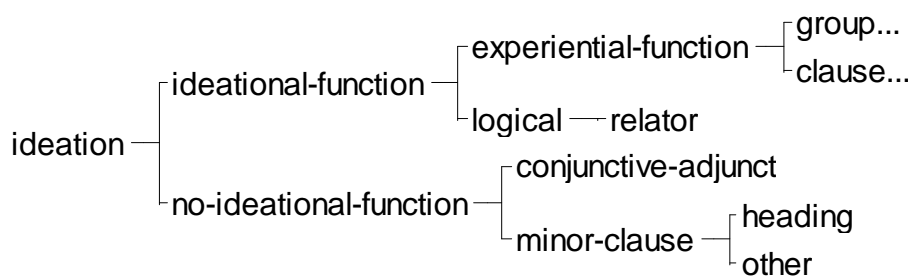 group...
experiential-function
clause...
ideational-function
logical relator
ideation
conjunctive-adjunct
no-ideational-function
heading
minor-clause
other